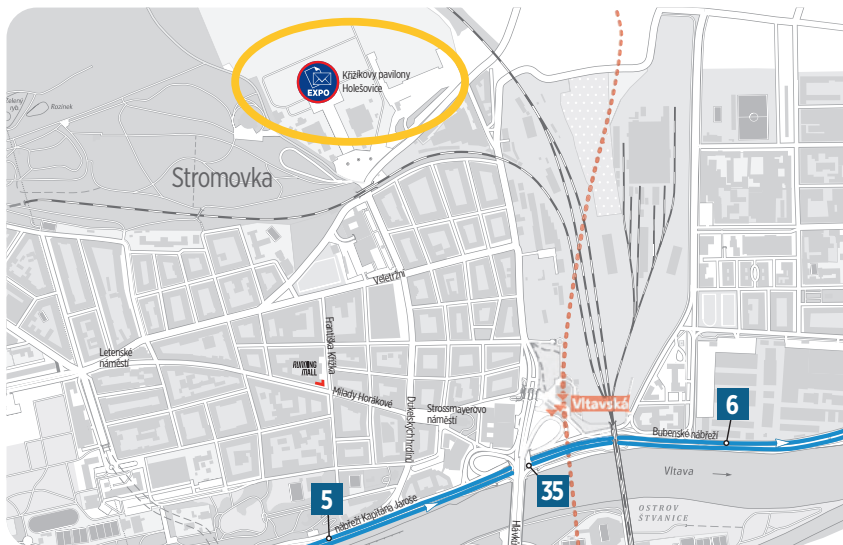 EXPO
Křižíkovy pavilony
Holešovice
Rozinek
Stromovka
Veletržní
Františka Křížka
Letenské
náměstí
RUNNING
MALL
Milady Horákové
Dukelských hrdinů
Strossmayerovo
náměstí
Vltavská
6
Bubenské nábřeží
Vltava
5
nábřeží Kapitána Jaroše
35
OSTROV
ŠTVANICE